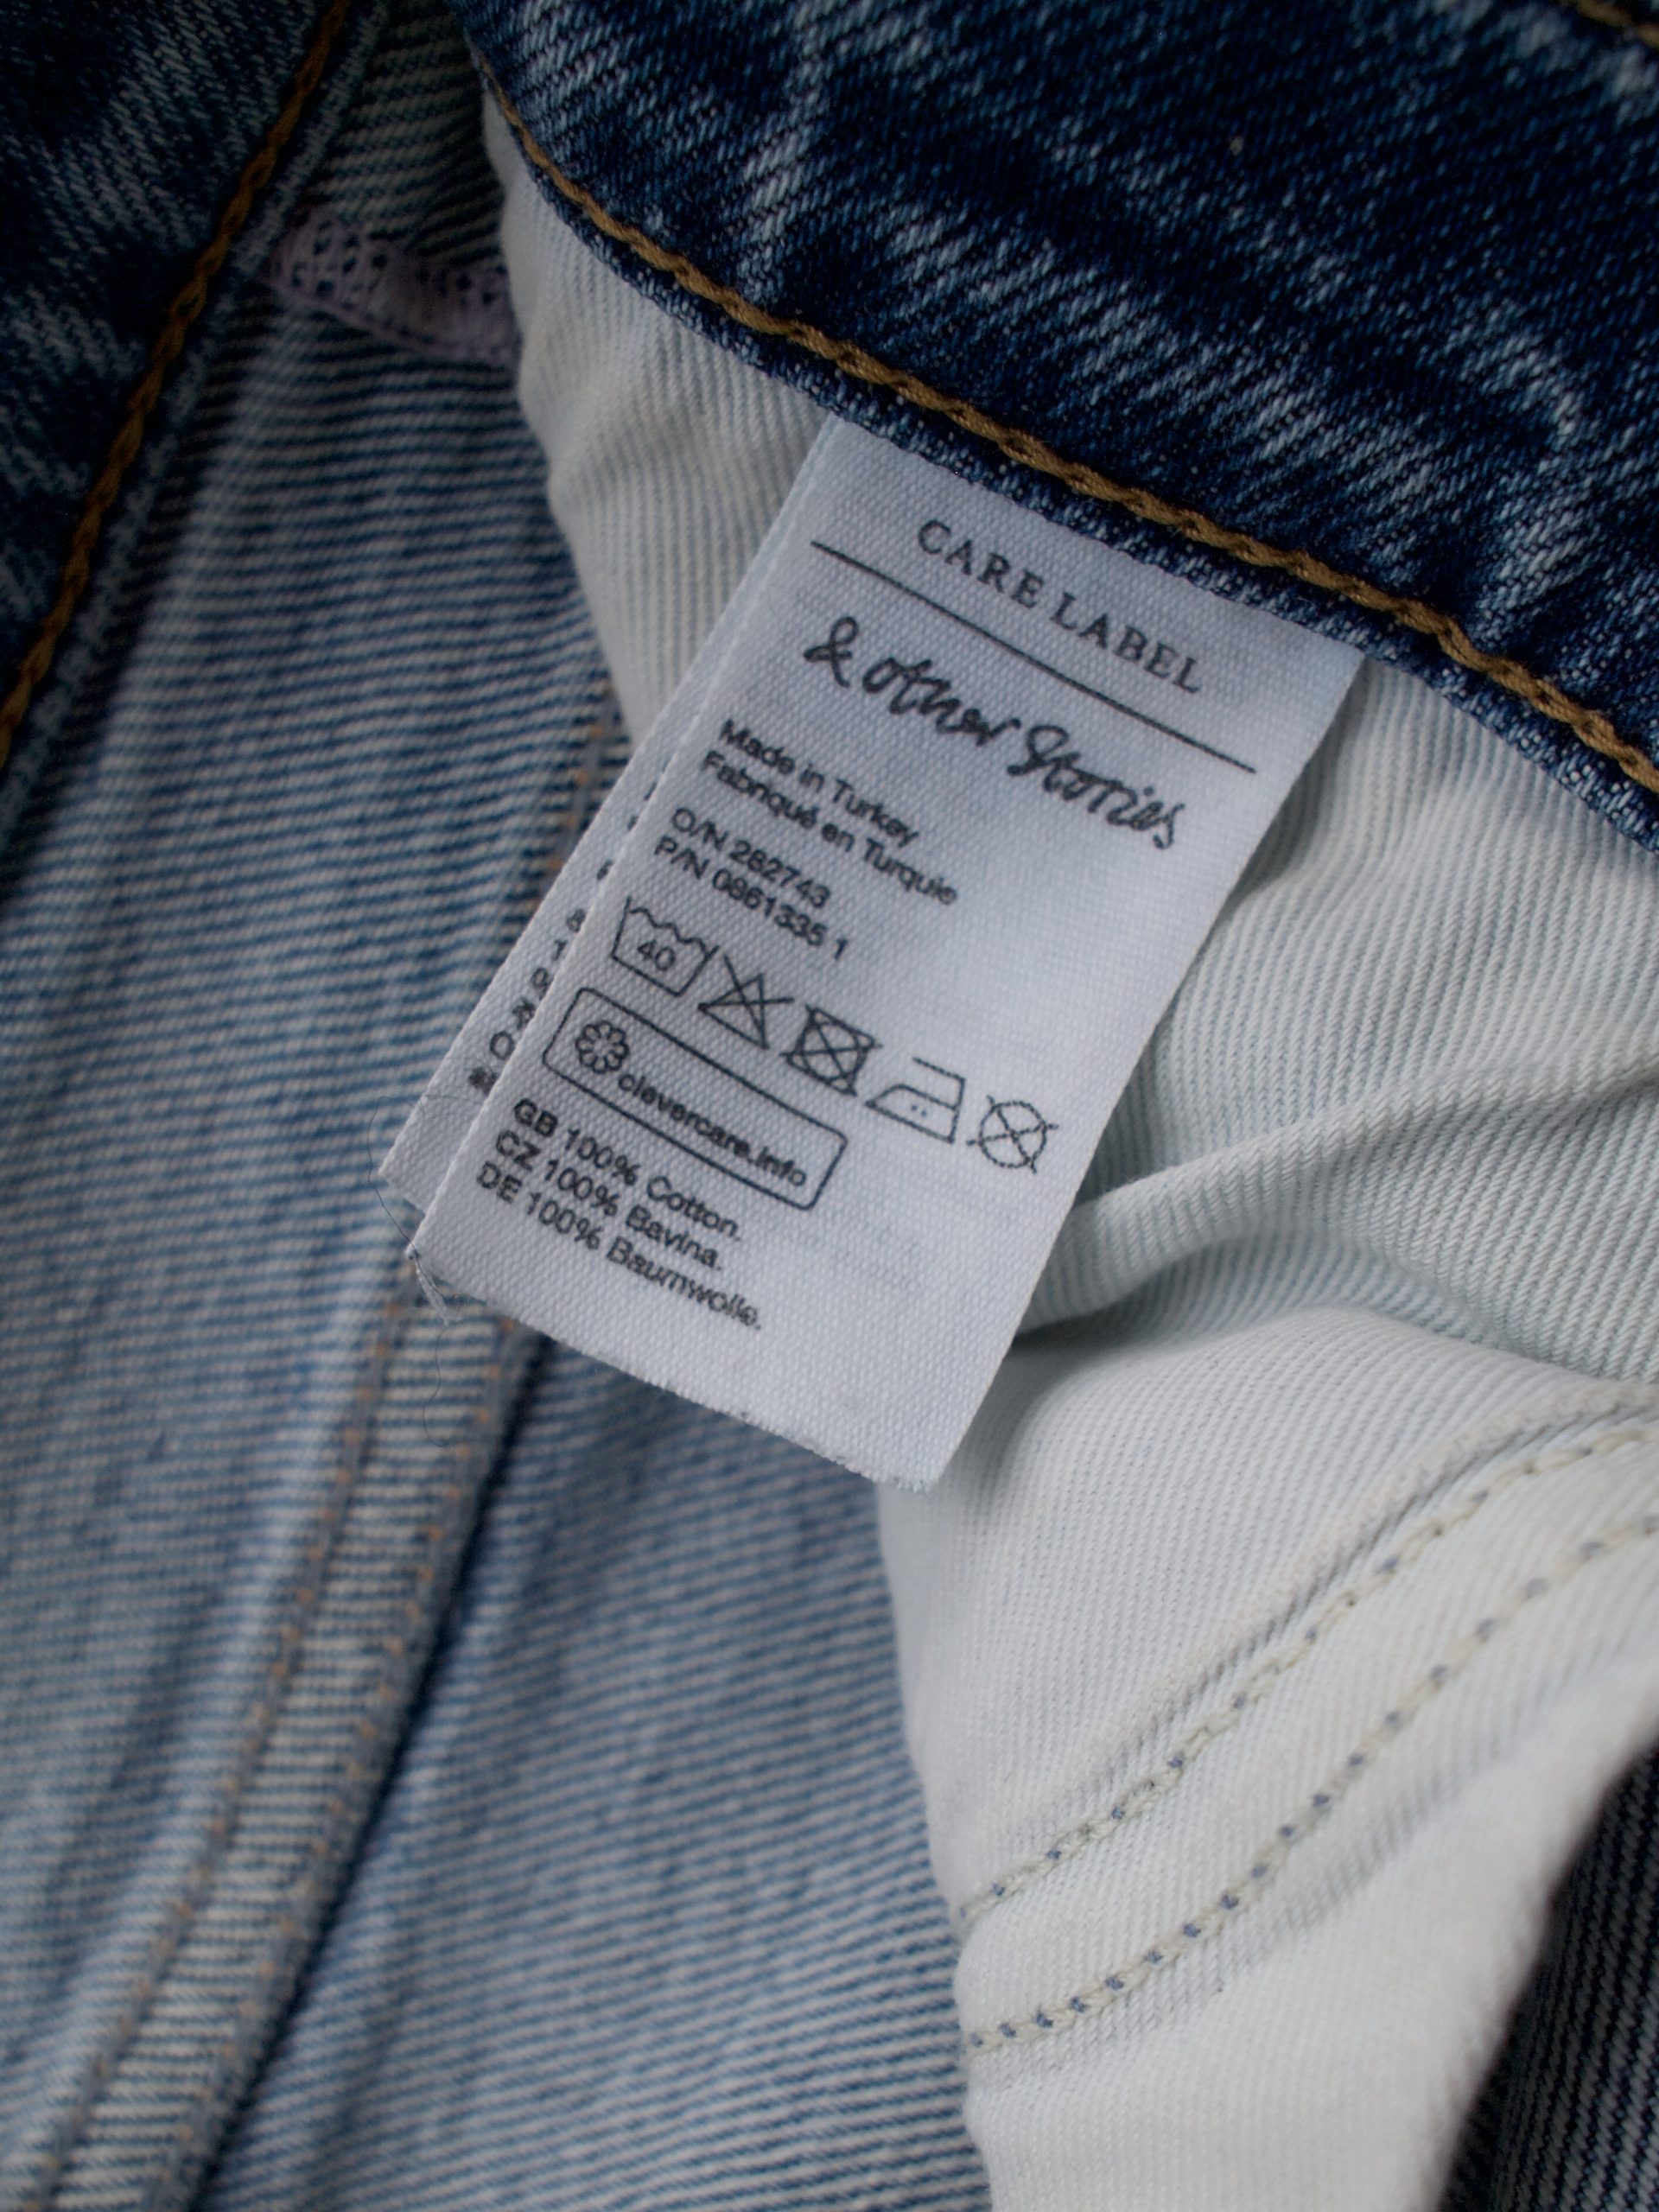 CARE LABEL
& other Stories
Made in Turkey
Fabriqué en Turquie
O/N 282743
P/N 0861335 1
40
clevercare.info
GB 100% Cotton.
CZ 100% Bavlna.
DE 100% Baumwolle.